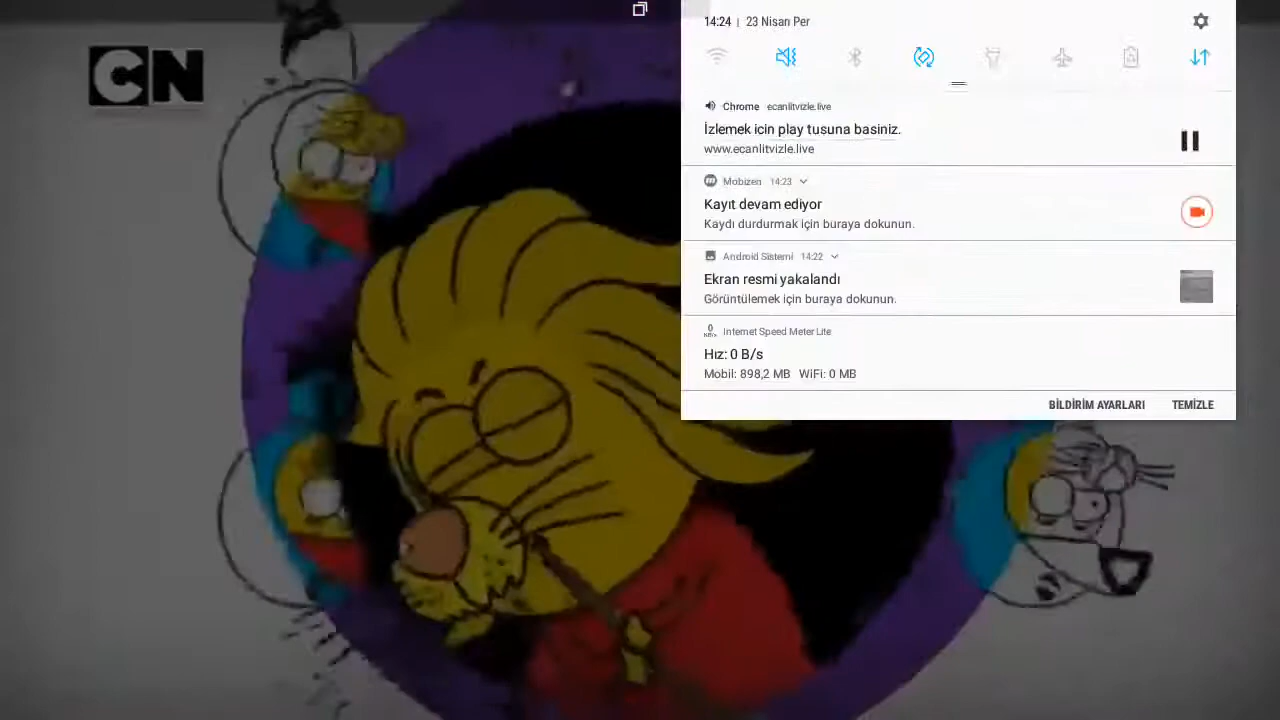 CN
14:24 | 23 Nisan Per
Chrome ecanlitvizle.live
İzlemek icin play tusuna basiniz.
www.ecanlitvizle.live
Mobizen 14:23
Kayıt devam ediyor
Kaydı durdurmak için buraya dokunun.
Android Sistemi 14:22
Ekran resmi yakalandı
Görüntülemek için buraya dokunun.
0 Internet Speed Meter Lite
Hız: 0 B/s
Mobil: 898,2 MB WiFi: 0 MB
BİLDİRİM AYARLARI TEMİZLE